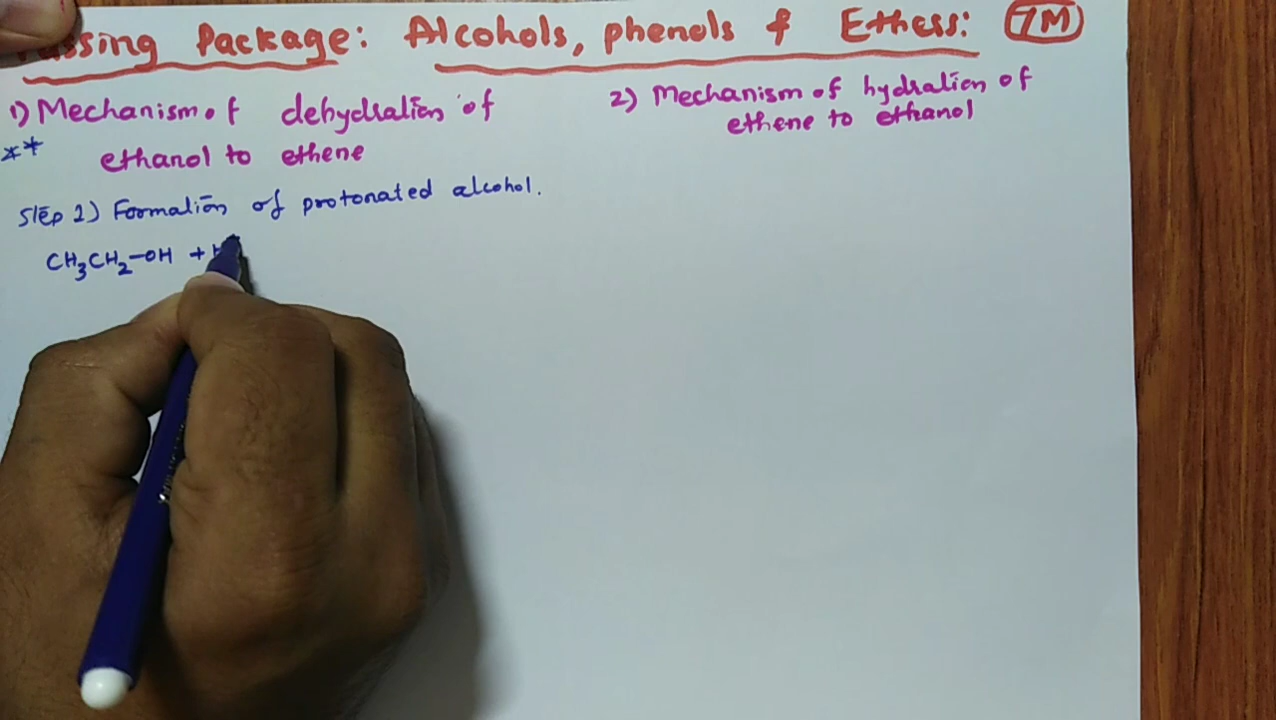 Passing Package: Alcohols, phenols & Ethers: 7M
1) Mechanism of dehydration of
** ethanol to ethene
Step 1) Formation of protonated alcohol.
CH₃CH₂-OH + H
2) Mechanism of hydration of
ethene to ethanol